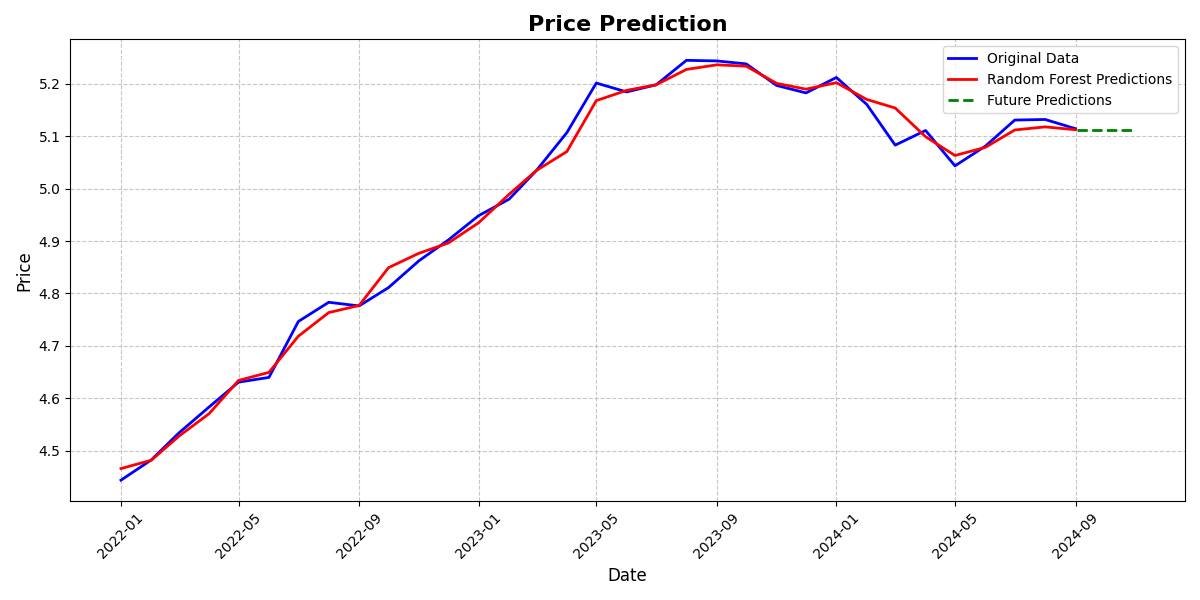 Price Prediction
Original Data
Random Forest Predictions
Future Predictions
Price
5.2
5.1
5.0
4.9
4.8
4.7
4.6
4.5
2022-01
2022-05
2022-09
2023-01
2023-05
2023-09
2024-01
2024-05
2024-09
Date